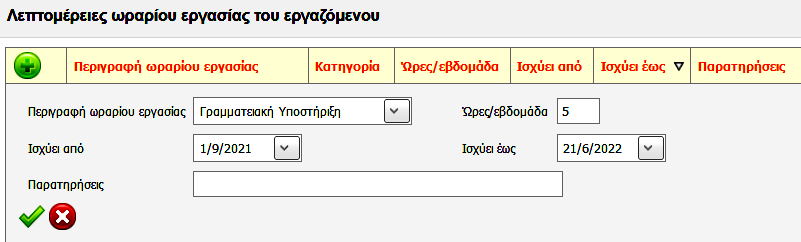 Λεπτομέρειες ωραρίου εργασίας του εργαζόμενου
Περιγραφή ωραρίου εργασίας Κατηγορία Ώρες/εβδομάδα Ισχύει από Ισχύει έως Παρατηρήσεις
Περιγραφή ωραρίου εργασίας Γραμματειακή Υποστήριξη Ώρες/εβδομάδα 5
Ισχύει από 1/9/2021 Ισχύει έως 21/6/2022
Παρατηρήσεις